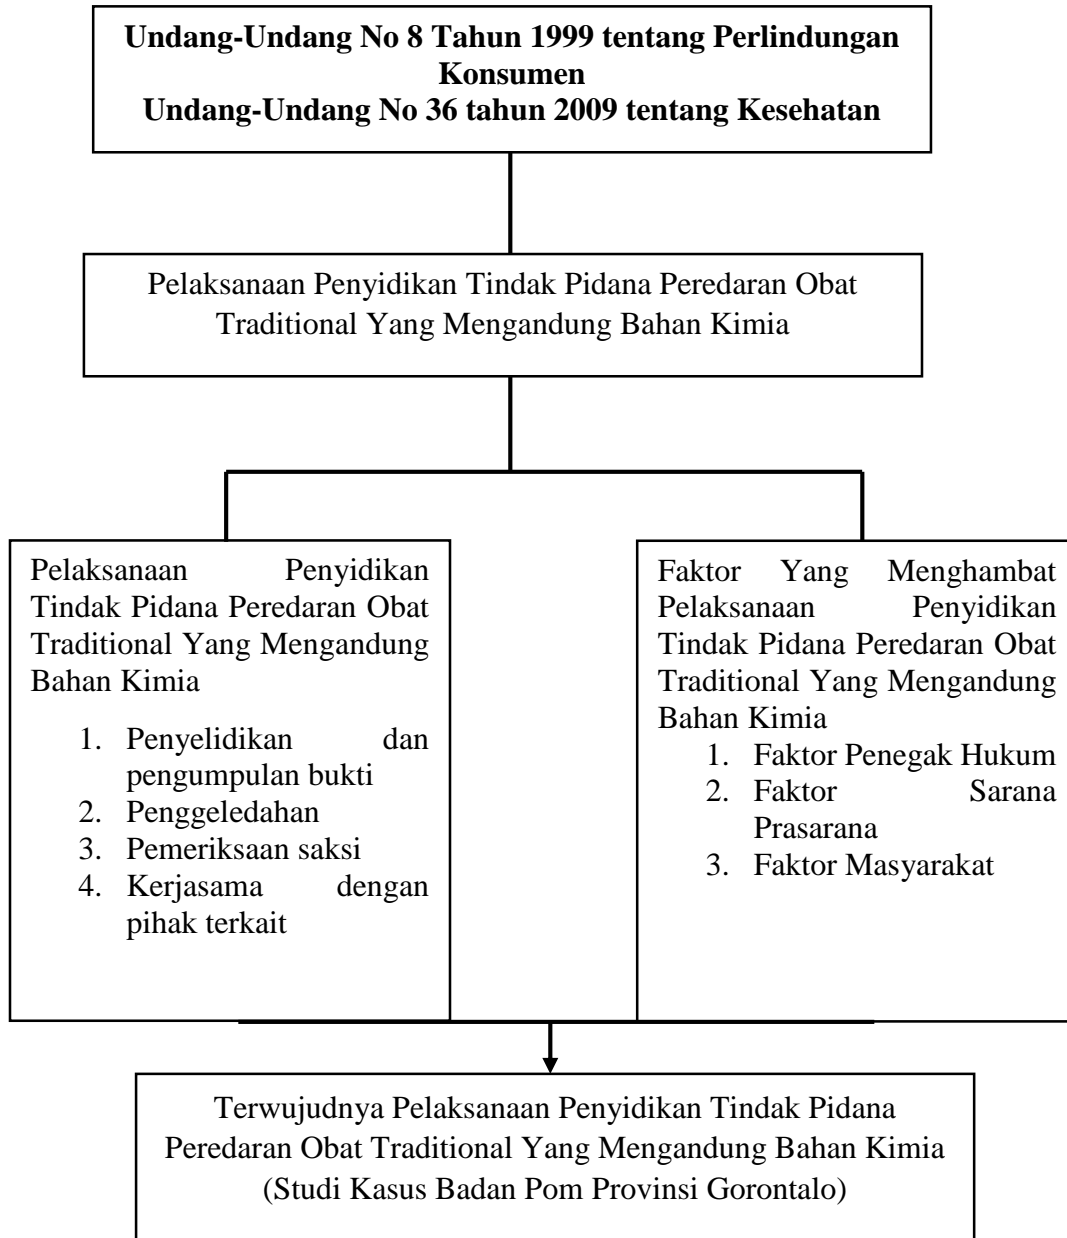 Undang-Undang No 8 Tahun 1999 tentang Perlindungan
Konsumen
Undang-Undang No 36 tahun 2009 tentang Kesehatan
Pelaksanaan Penyidikan Tindak Pidana Peredaran Obat
Traditional Yang Mengandung Bahan Kimia
Pelaksanaan Penyidikan
Tindak Pidana Peredaran Obat
Traditional Yang Mengandung
Bahan Kimia
1. Penyelidikan dan
pengumpulan bukti
2. Penggeledahan
3. Pemeriksaan saksi
4. Kerjasama dengan
pihak terkait
Faktor Yang Menghambat
Pelaksanaan Penyidikan
Tindak Pidana Peredaran Obat
Traditional Yang Mengandung
Bahan Kimia
1. Faktor Penegak Hukum
2. Faktor Sarana
Prasarana
3. Faktor Masyarakat
Terwujudnya Pelaksanaan Penyidikan Tindak Pidana
Peredaran Obat Traditional Yang Mengandung Bahan Kimia
(Studi Kasus Badan Pom Provinsi Gorontalo)